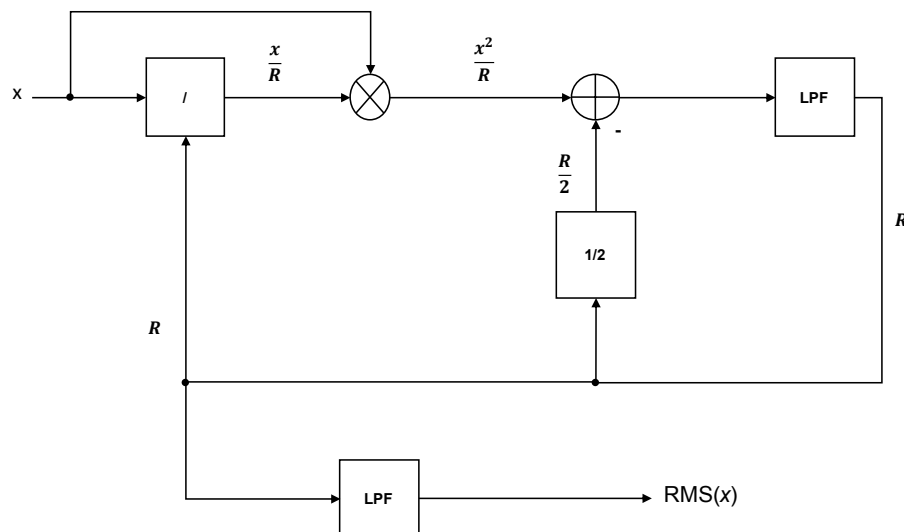 x
/
x
R
x²
R
-
LPF
R
2
1/2
R
R
LPF
RMS(x)